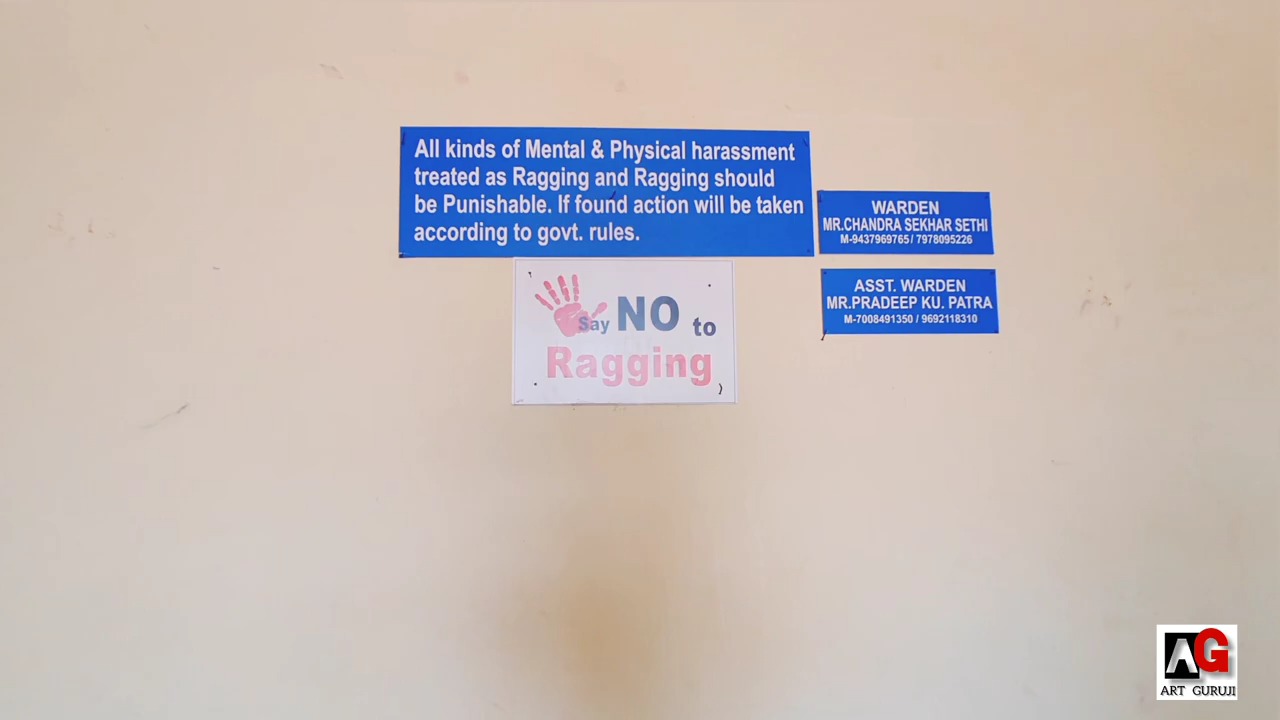 All kinds of Mental & Physical harassment
treated as Ragging and Ragging should
be Punishable. If found action will be taken
according to govt. rules.
WARDEN
MR.CHANDRA SEKHAR SETHI
M-9437969765 / 7978095226
ASST. WARDEN
MR.PRADEEP KU. PATRA
M-7008491350 / 9692118310
Say NO to
Ragging
AG
ART GURUJI